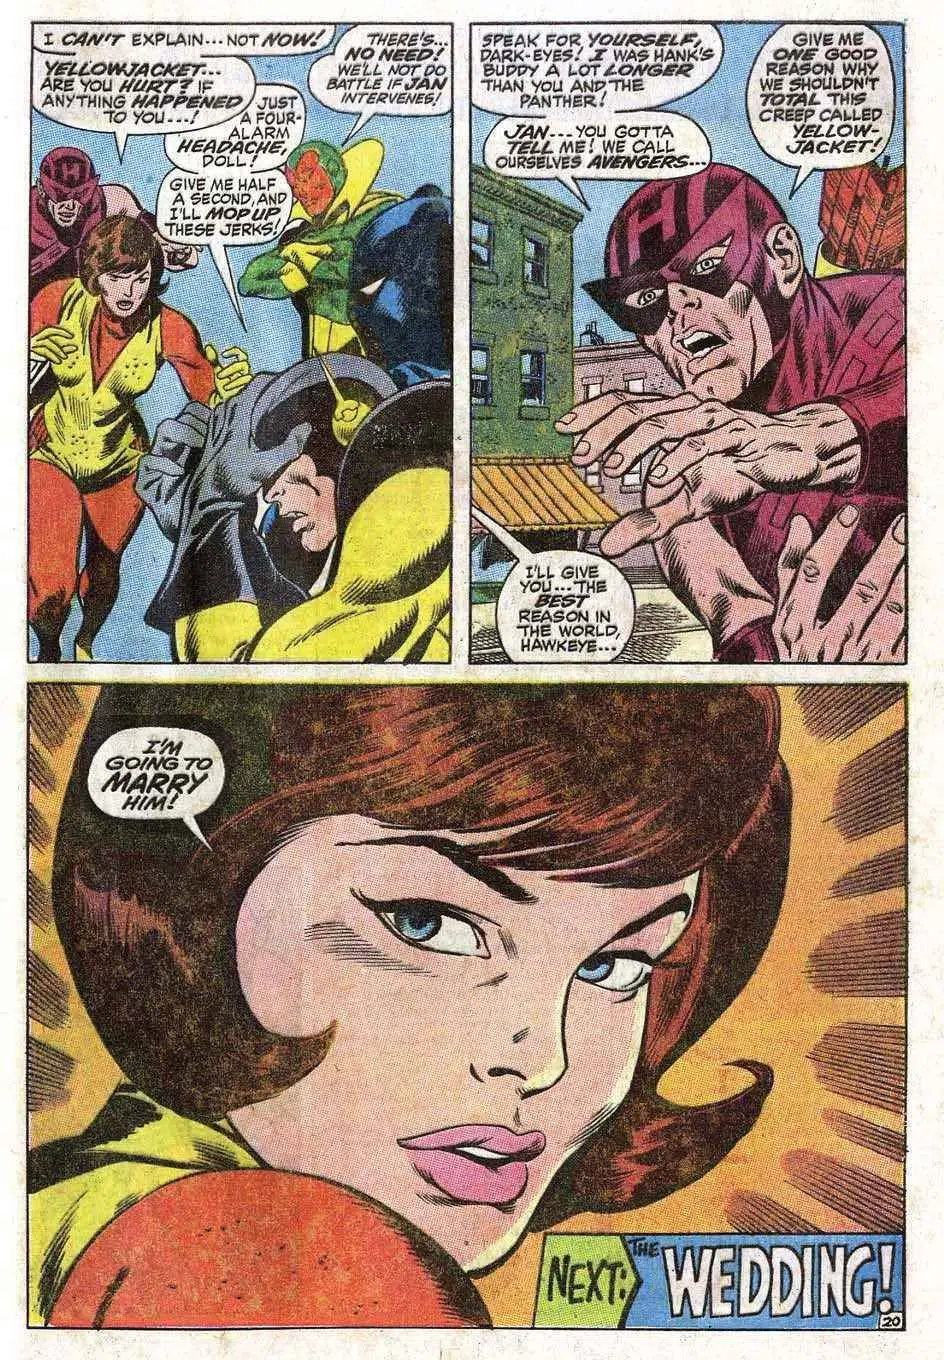 I CAN'T EXPLAIN... NOT NOW!
YELLOWJACKET...
ARE YOU HURT? IF
ANYTHING HAPPENED
TO YOU...!
JUST
A FOUR-
ALARM
HEADACHE,
DOLL!
GIVE ME HALF
A SECOND, AND
I'LL MOP UP
THESE JERKS!
THERE'S...
NO NEED!
WE'LL NOT DO
BATTLE IF JAN
INTERVENES!
SPEAK FOR YOURSELF,
DARK-EYES! I WAS HANK'S
BUDDY A LOT LONGER
THAN YOU AND THE
PANTHER!
JAN... YOU GOTTA
TELL ME! WE CALL
OURSELVES AVENGERS...
GIVE ME
ONE GOOD
REASON WHY
WE SHOULDN'T
TOTAL THIS
CREEP CALLED
YELLOW-
JACKET!
H
I'LL GIVE
YOU... THE
BEST
REASON IN
THE WORLD,
HAWKEYE...
I'M
GOING TO
MARRY
HIM!
NEXT: THE WEDDING!
20